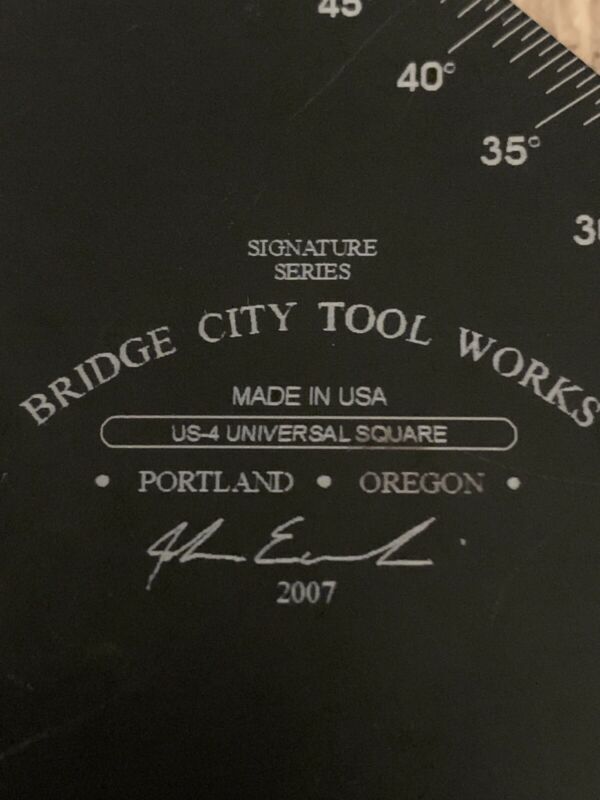 45
40°
35°
SIGNATURE
SERIES
BRIDGE CITY TOOL WORKS
MADE IN USA
US-4 UNIVERSAL SQUARE
• PORTLAND • OREGON •
2007